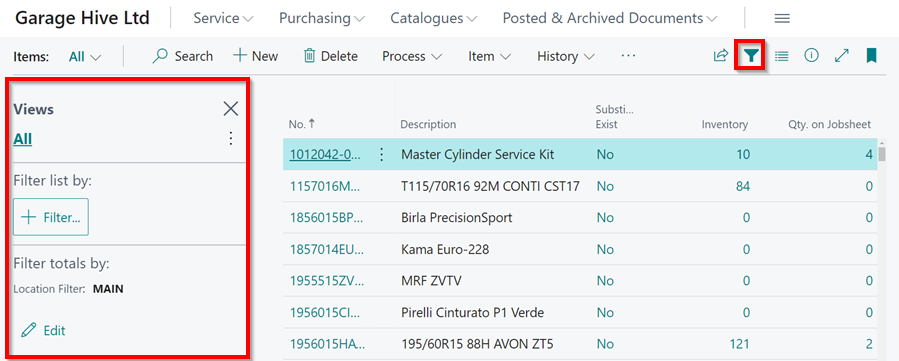 Garage Hive Ltd Service Purchasing Catalogues Posted & Archived Documents
Items: All Search + New Delete Process Item History ...
Views
All
Filter list by:
+ Filter...
Filter totals by:
Location Filter: MAIN
Edit
No. ↑ Description Substi... Exist Inventory Qty. on Jobsheet
1012042-0... Master Cylinder Service Kit No 10 4
1157016M... T115/70R16 92M CONTI CST17 No 84 0
1856015BP... Birla PrecisionSport No 0 0
1857014EU... Kama Euro-228 No 0 0
1955515ZV... MRF ZVTV No 0 0
1956015CI... Pirelli Cinturato P1 Verde No 0 0
1956015HA... 195/60R15 88H AVON ZT5 No 121 2